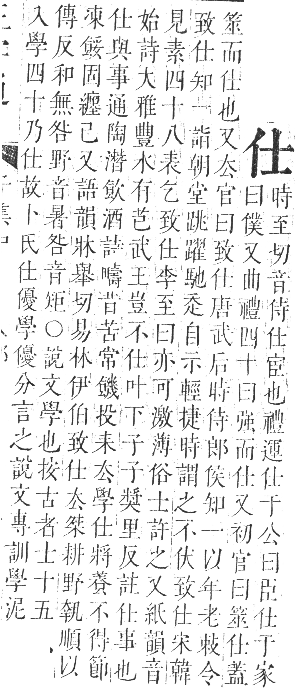 仕 時至切音侍仕宦也禮運仕于公曰臣仕于家
曰僕又曲禮四十曰强而仕又初官曰筮仕蓋
筮而仕也又去官曰致仕唐武后時侍郎侯知一以年老敕令
致仕知一詣朝堂跳躍馳走自示輕捷時謂之不伏致仕宋韓
見素四十八表乞致仕李至曰亦可激薄俗士許之又紙韻音
始詩大雅豐水有芑武王豈不仕叶下子子奬里反註仕事也
仕與事通陶潛飲酒詩疇昔苦常饑投耒去學仕將養不得節
凍餒固纏己又語韻牀舉切易林伊伯致仕去桀耕野執順以
傳反和無咎野音暑咎音矩〇說文學也按古者士十五
入學四十乃仕故卜氏仕優學優分言之說文專訓學泥